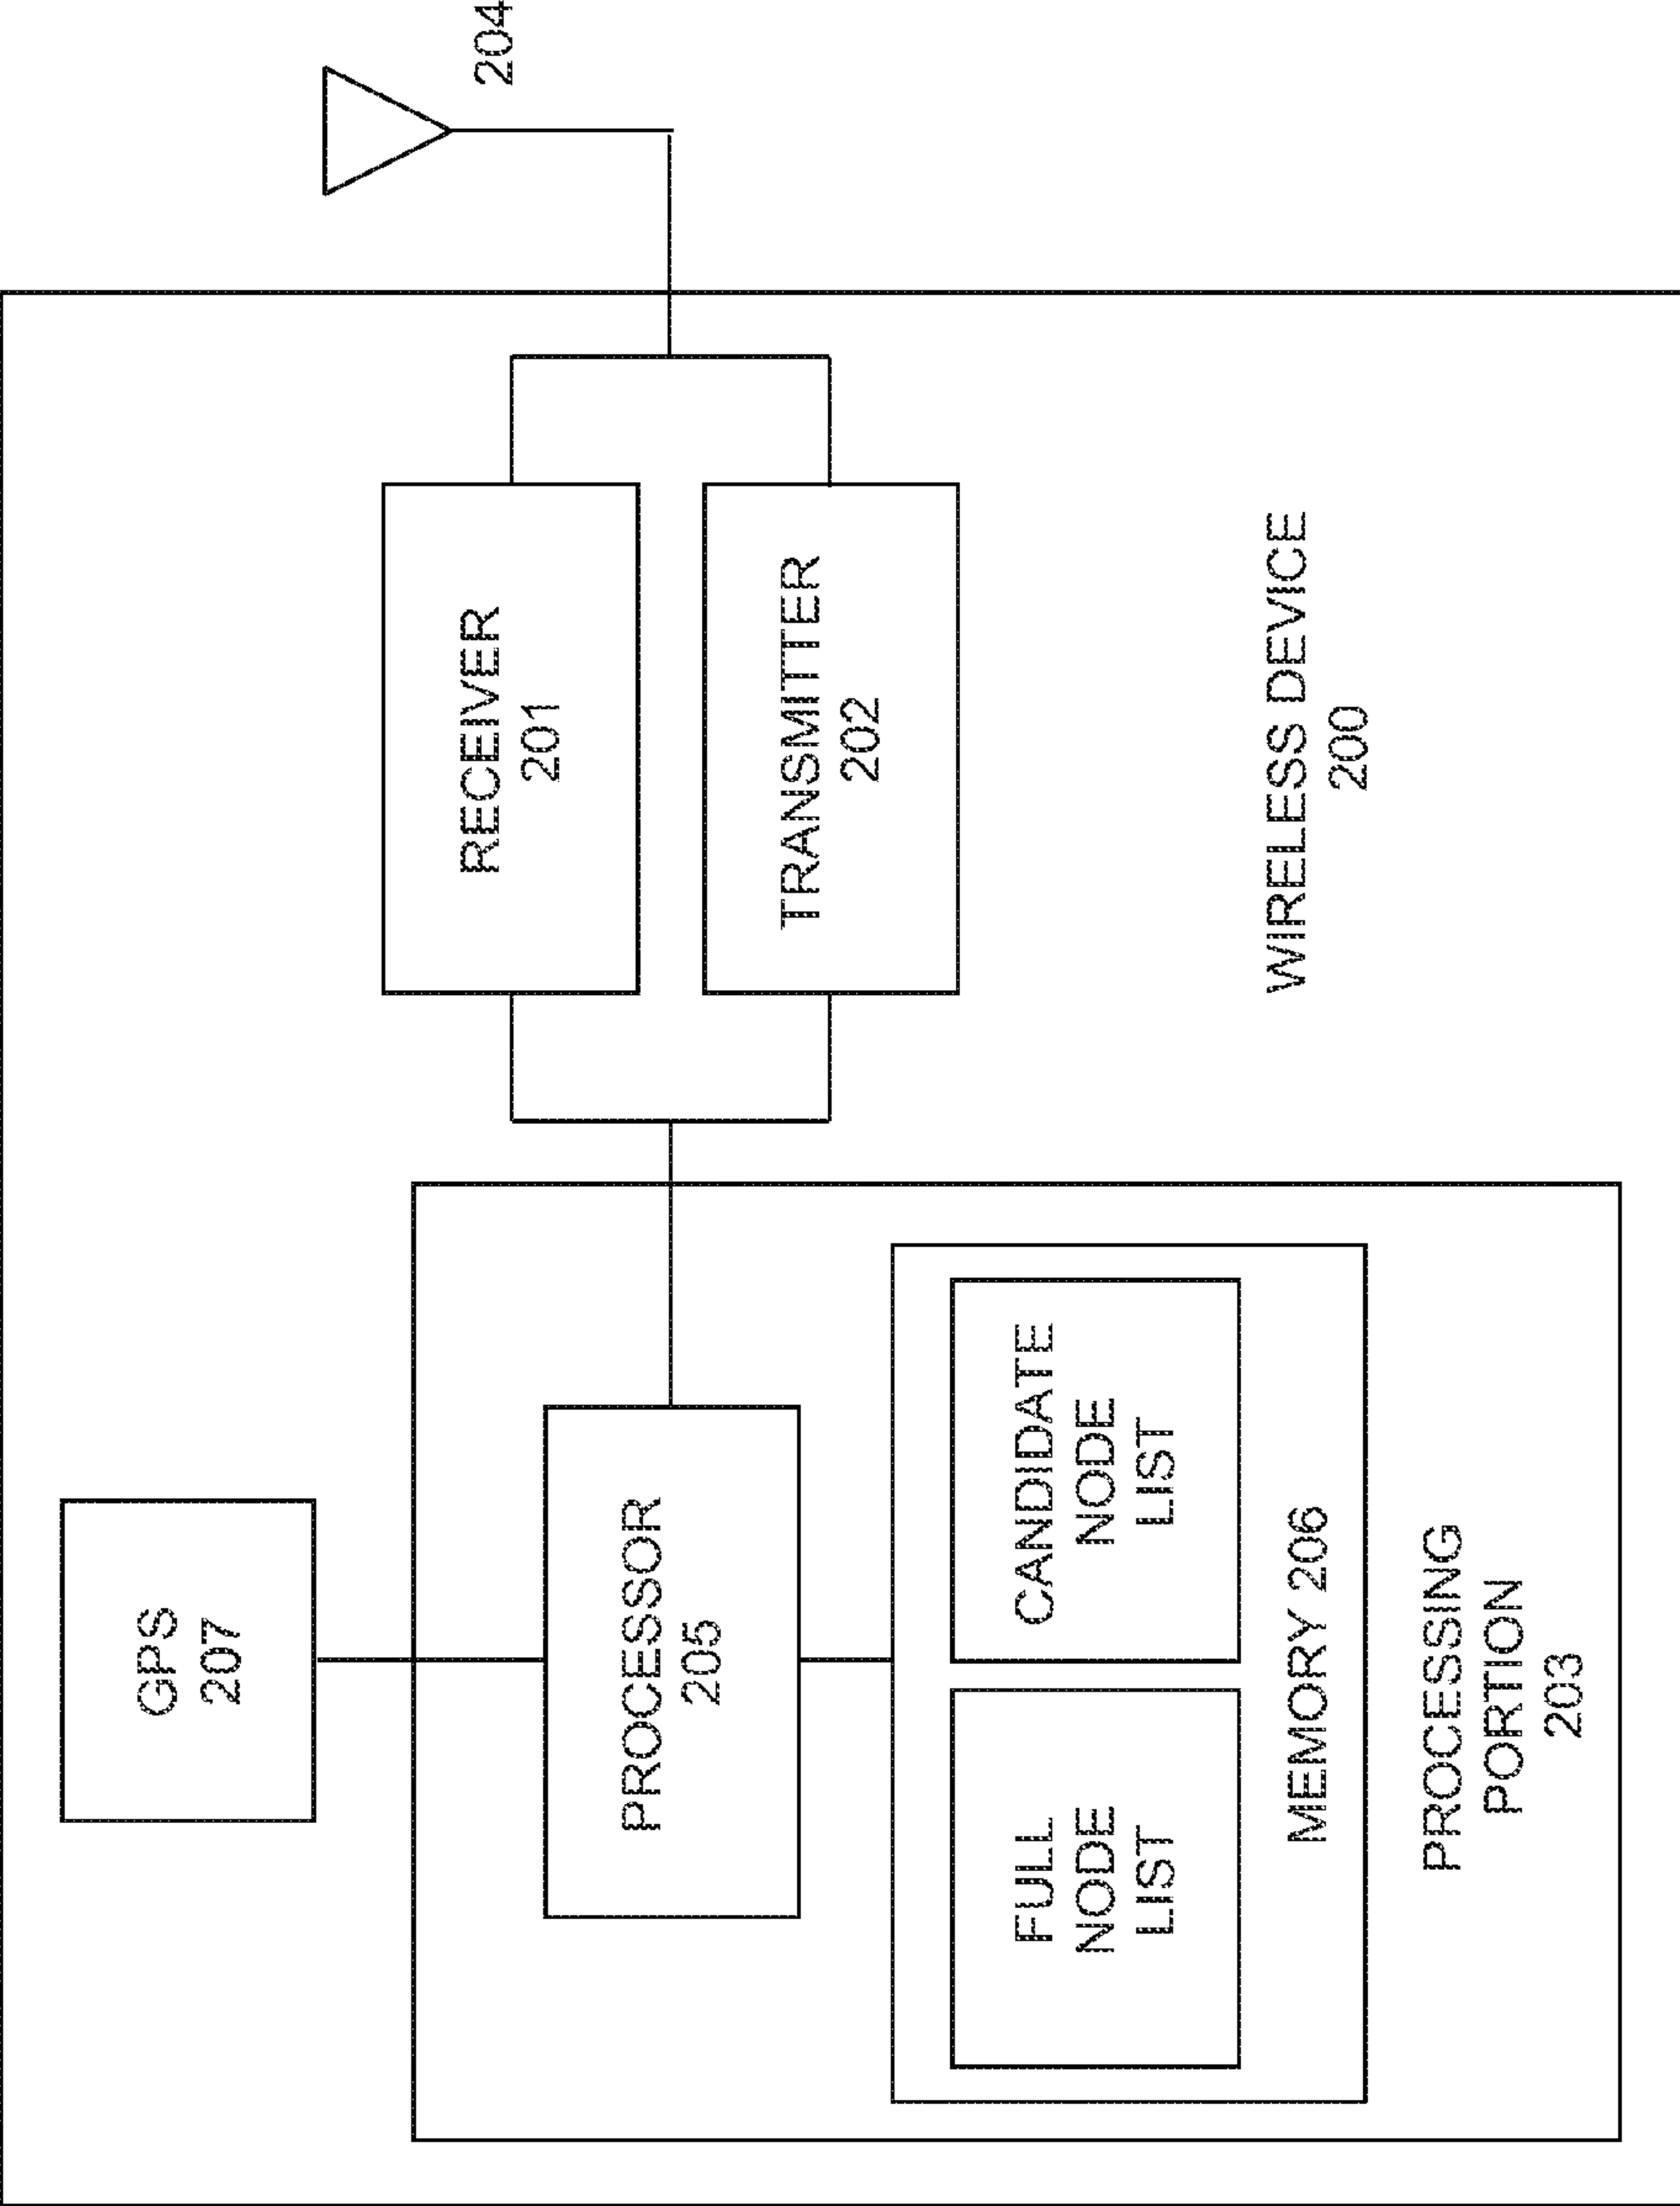 GPS
207
PROCESSOR
205
FULL
NODE
LIST
CANDIDATE
NODE
LIST
MEMORY 206
PROCESSING
PORTION
203
RECEIVER
201
TRANSMITTER
202
WIRELESS DEVICE
200
204